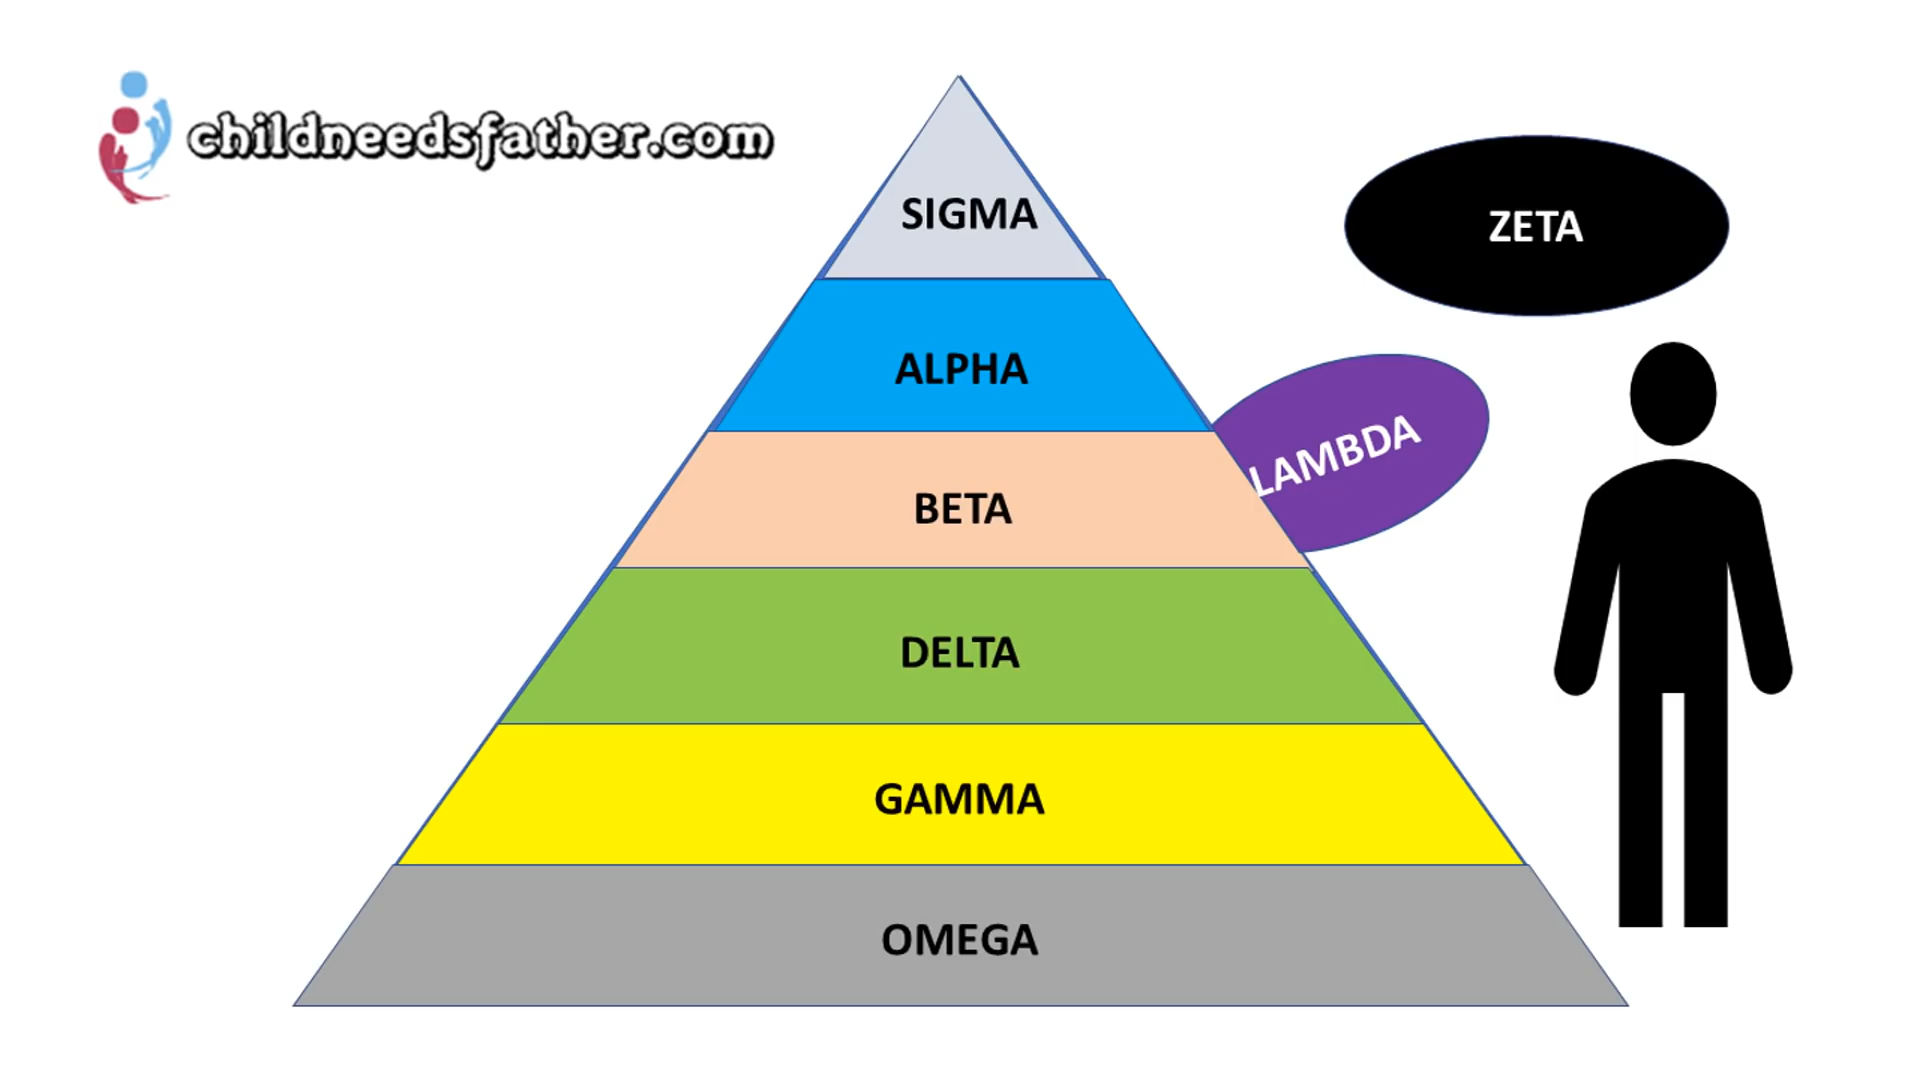 childneedsfather.com
SIGMA
ZETA
ALPHA
LAMBDA
BETA
DELTA
GAMMA
OMEGA